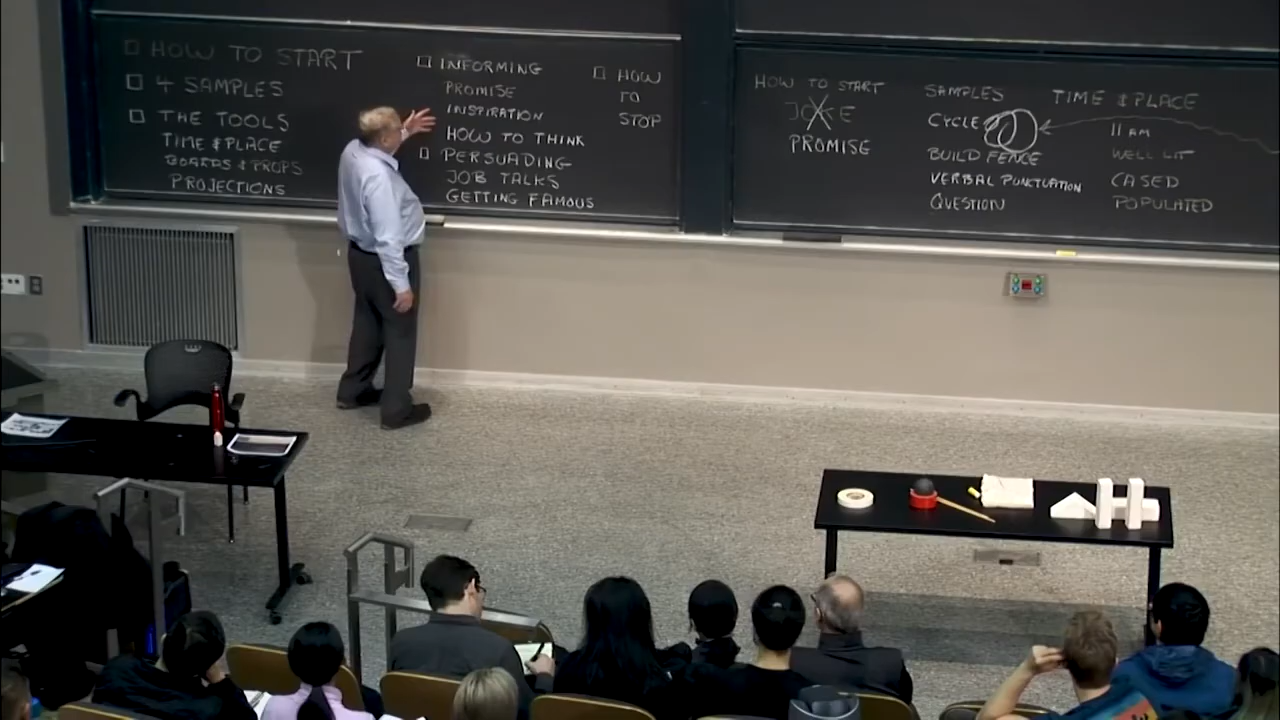 HOW TO START
4 SAMPLES
THE TOOLS
TIME & PLACE
BOARDS & PROPS
PROJECTIONS
INFORMING
PROMISE
INSPIRATION
HOW TO THINK
PERSUADING
JOB TALKS
GETTING FAMOUS
HOW
TO
STOP
HOW TO START
JOKE
PROMISE
SAMPLES
CYCLE
BUILD FENCE
VERBAL PUNCTUATION
QUESTION
TIME & PLACE
11 AM
WELL LIT
CASED
POPULATED